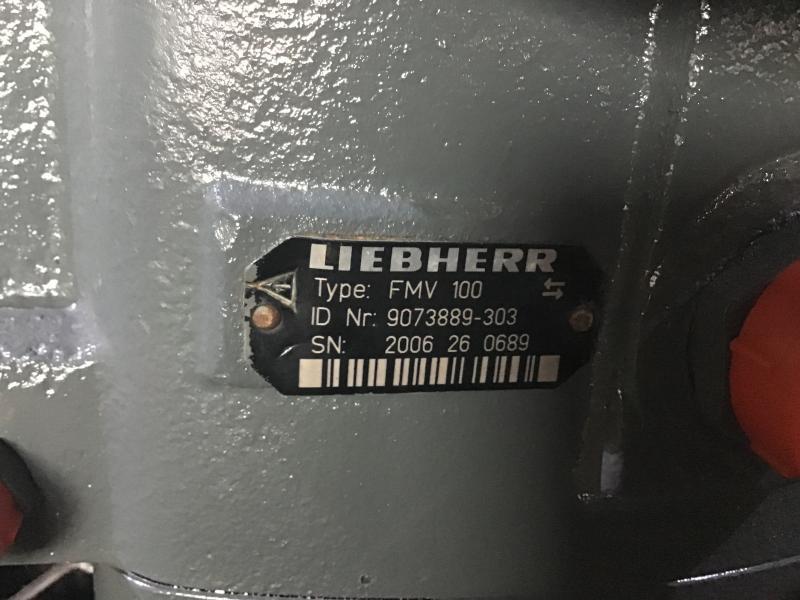 LIEBHERR
Type: FMV 100
ID Nr: 9073889-303
SN: 2006 26 0689